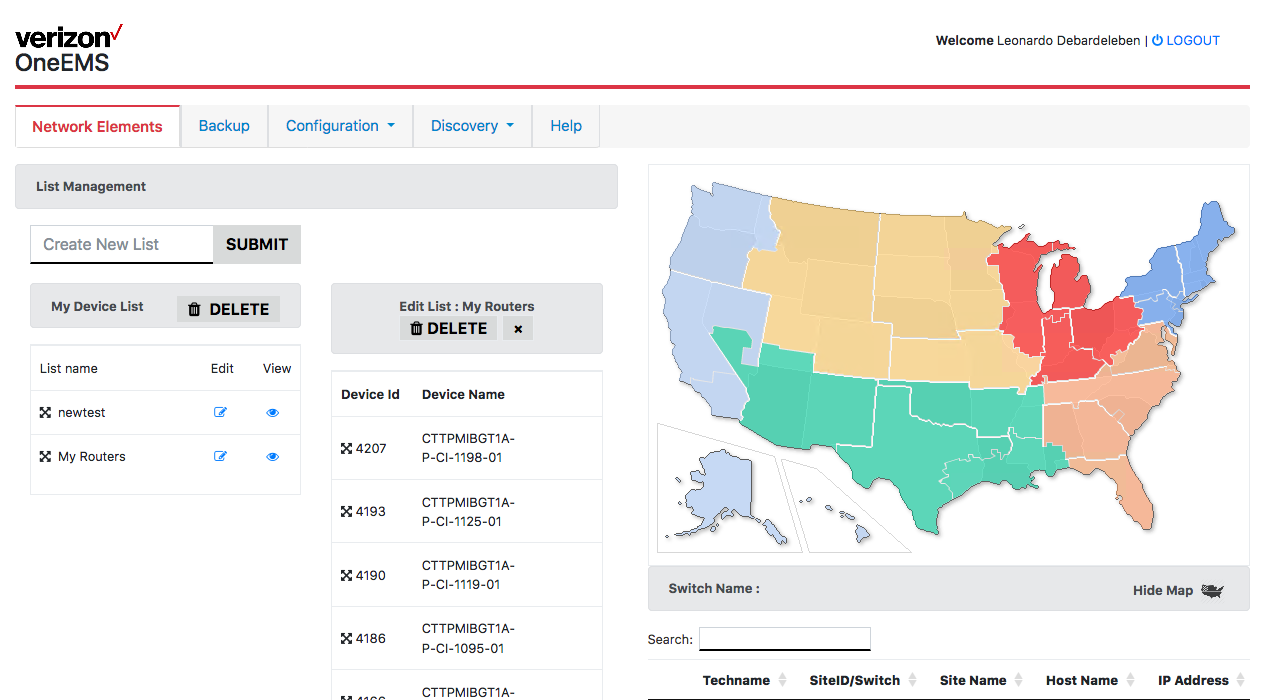 verizon
OneEMS
Welcome Leonardo Debardeleben | LOGOUT
Network Elements
Backup
Configuration
Discovery
Help
List Management
Create New List
SUBMIT
My Device List
DELETE
List name Edit View
newtest
My Routers
Edit List : My Routers
DELETE
Device Id Device Name
4207 CTTPMIBGT1A-
P-CI-1198-01
4193 CTTPMIBGT1A-
P-CI-1125-01
4190 CTTPMIBGT1A-
P-CI-1119-01
4186 CTTPMIBGT1A-
P-CI-1095-01
CTTPMIBGT1A-
Switch Name :
Hide Map
Search:
Techname SiteID/Switch Site Name Host Name IP Address